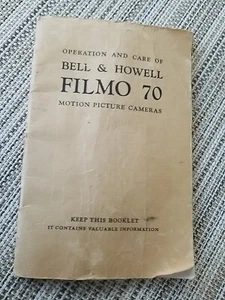 OPERATION AND CARE OF
BELL & HOWELL
FILMO 70
MOTION PICTURE CAMERAS
KEEP THIS BOOKLET
IT CONTAINS VALUABLE INFORMATION